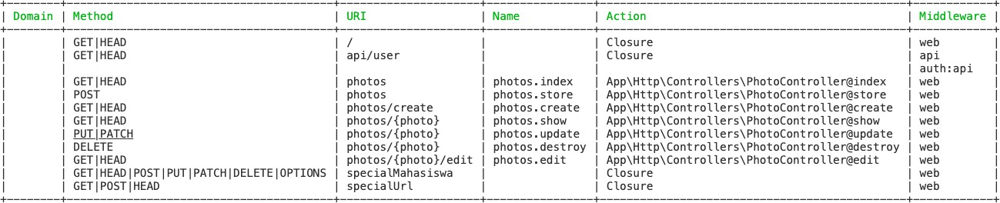 +--------+----------------------------------------+--------------------+----------------+----------------------------------------------+------------+
| Domain | Method                                 | URI                | Name           | Action                                       | Middleware |
+--------+----------------------------------------+--------------------+----------------+----------------------------------------------+------------+
|        | GET|HEAD                               | /                  |                | Closure                                      | web        |
|        | GET|HEAD                               | api/user           |                | Closure                                      | api        |
|        |                                        |                    |                |                                              | auth:api   |
|        | GET|HEAD                               | photos             | photos.index   | App\Http\Controllers\PhotoController@index   | web        |
|        | POST                                   | photos             | photos.store   | App\Http\Controllers\PhotoController@store   | web        |
|        | GET|HEAD                               | photos/create      | photos.create  | App\Http\Controllers\PhotoController@create  | web        |
|        | GET|HEAD                               | photos/{photo}     | photos.show    | App\Http\Controllers\PhotoController@show    | web        |
|        | PUT|PATCH                              | photos/{photo}     | photos.update  | App\Http\Controllers\PhotoController@update  | web        |
|        | DELETE                                 | photos/{photo}     | photos.destroy | App\Http\Controllers\PhotoController@destroy | web        |
|        | GET|HEAD                               | photos/{photo}/edit | photos.edit    | App\Http\Controllers\PhotoController@edit    | web        |
|        | GET|HEAD|POST|PUT|PATCH|DELETE|OPTIONS | specialMahasiswa   |                | Closure                                      | web        |
|        | GET|POST|HEAD                          | specialUrl         |                | Closure                                      | web        |
+--------+----------------------------------------+--------------------+----------------+----------------------------------------------+------------+